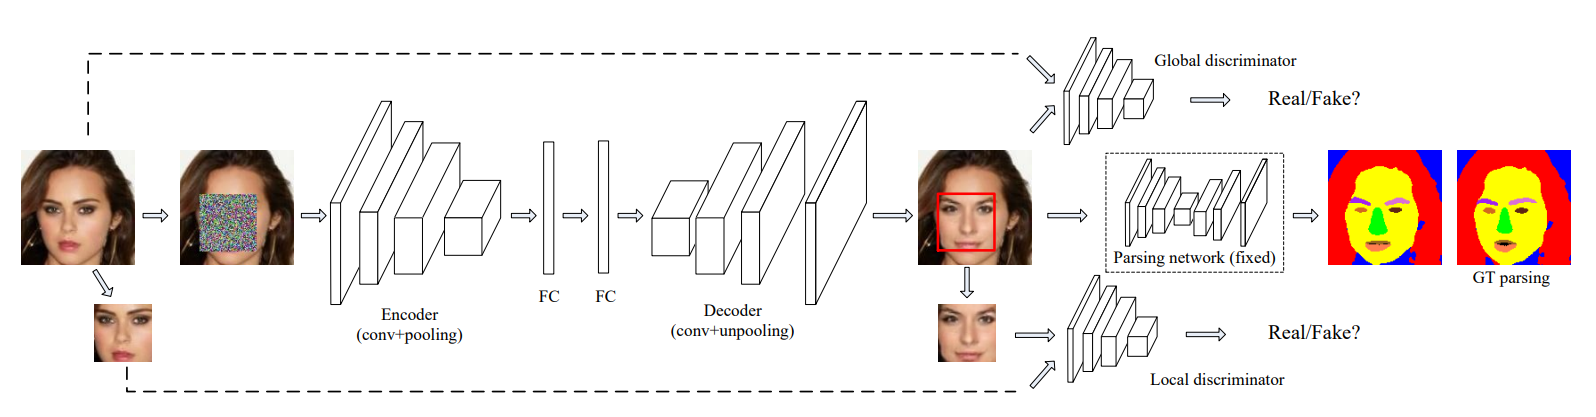 Global discriminator
Real/Fake?
Parsing network (fixed)
GT parsing
FC
FC
Encoder
(conv+pooling)
Decoder
(conv+unpooling)
Real/Fake?
Local discriminator